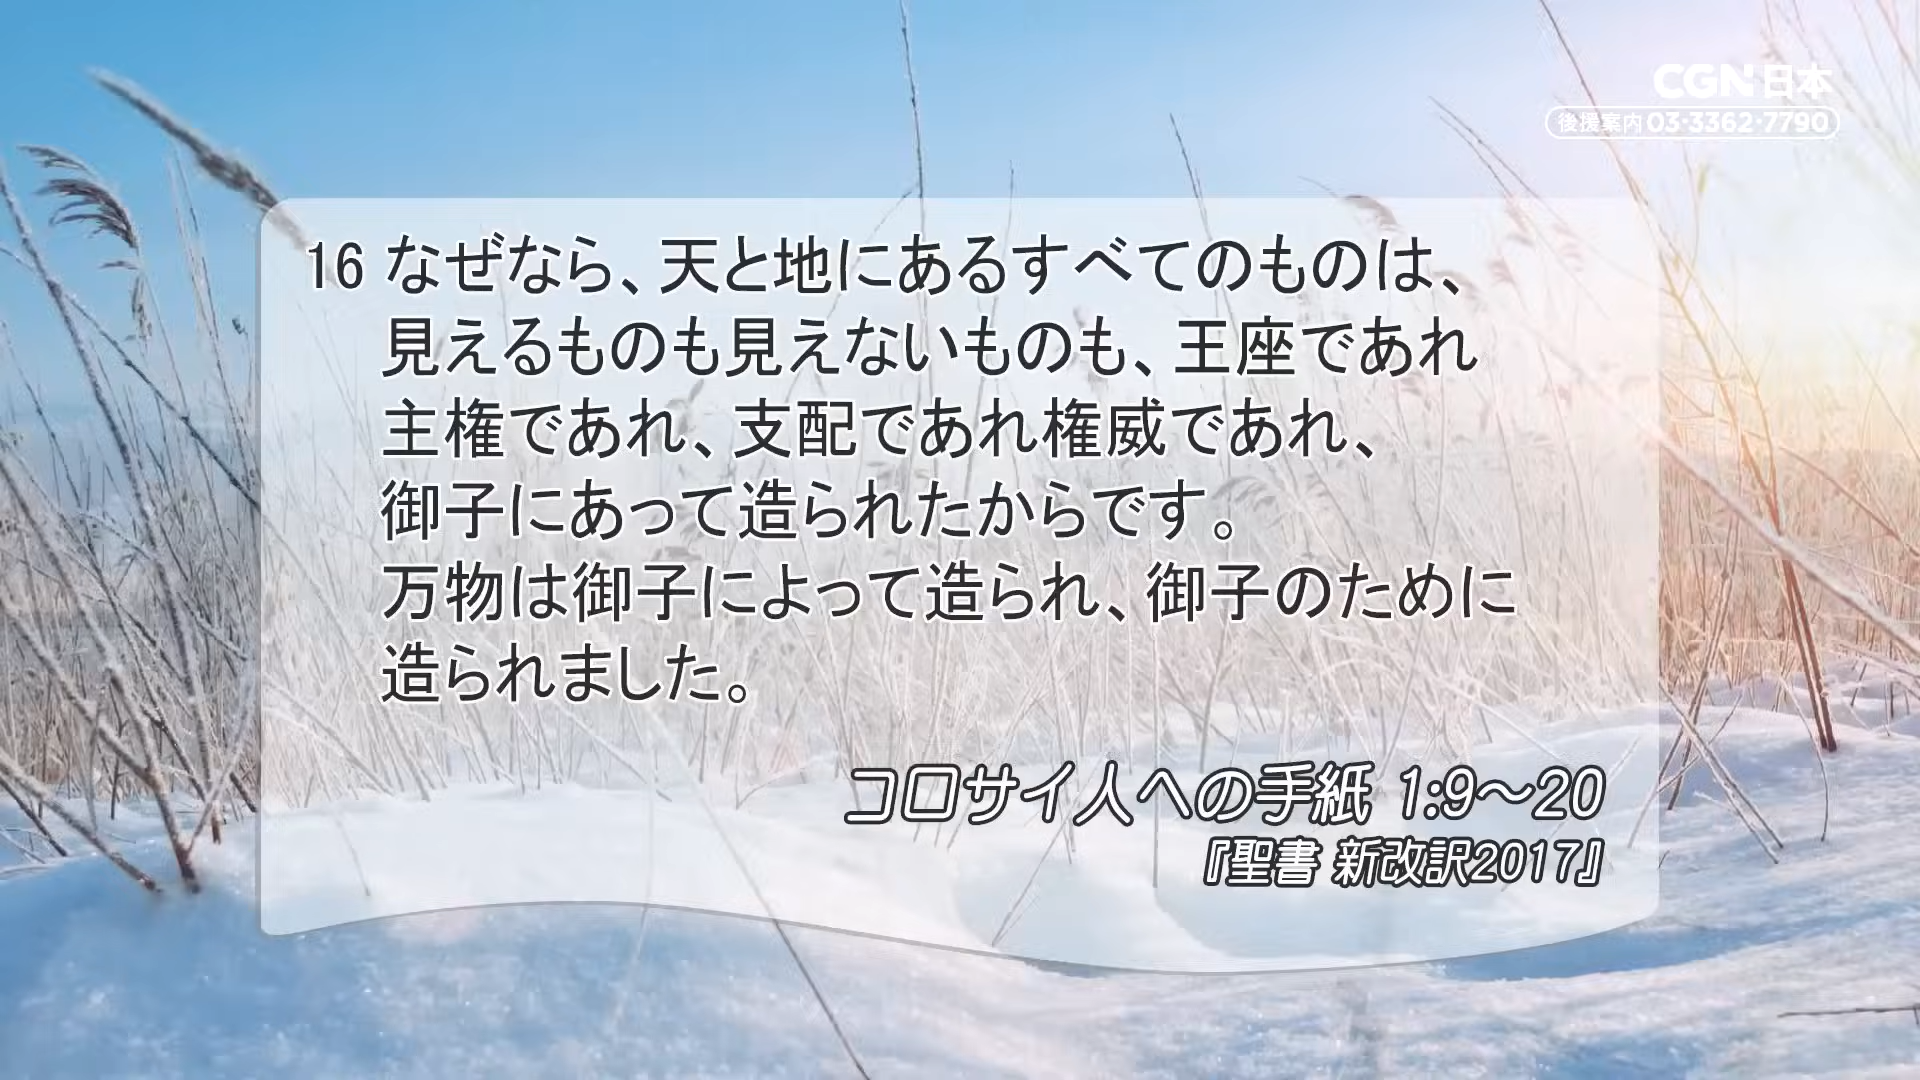 CGN日本
後援案内 03·3362·7790
16 なぜなら、天と地にあるすべてのものは、
見えるものも見えないものも、王座であれ
主権であれ、支配であれ権威であれ、
御子にあって造られたからです。
万物は御子によって造られ、御子のために
造られました。
コロサイ人への手紙 1:9〜20
『聖書 新改訳2017』